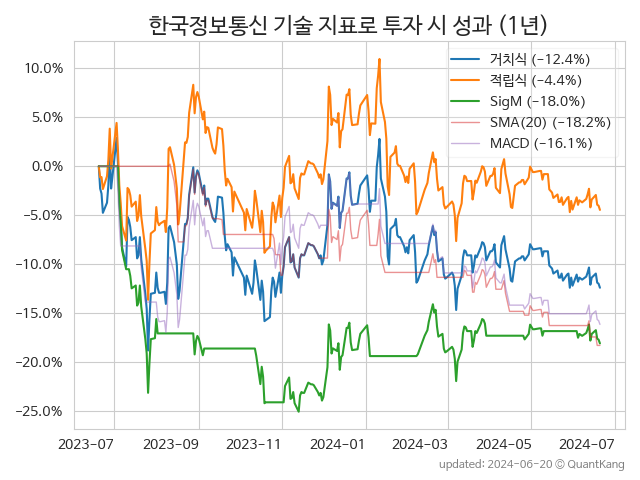 한국정보통신 기술 지표로 투자 시 성과 (1년)
거치식 (−12.4%)
적립식 (−4.4%)
SigM (−18.0%)
SMA(20) (−18.2%)
MACD (−16.1%)
10.0%
5.0%
0.0%
−5.0%
−10.0%
−15.0%
−20.0%
−25.0%
2023-07 2023-09 2023-11 2024-01 2024-03 2024-05 2024-07
updated: 2024-06-20 © QuantKang